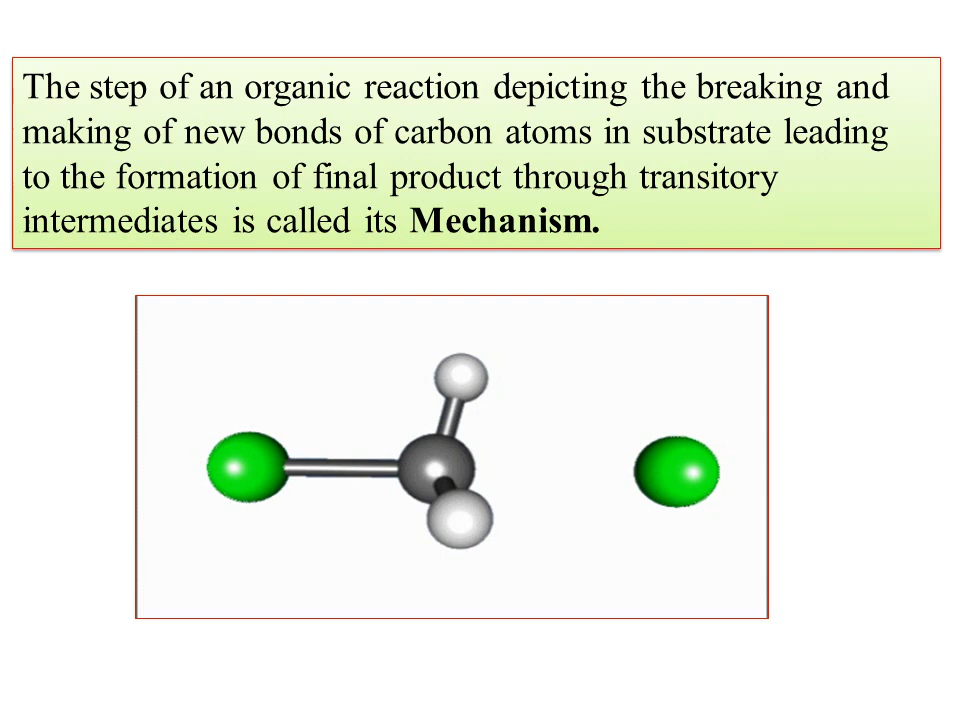 The step of an organic reaction depicting the breaking and
making of new bonds of carbon atoms in substrate leading
to the formation of final product through transitory
intermediates is called its Mechanism.